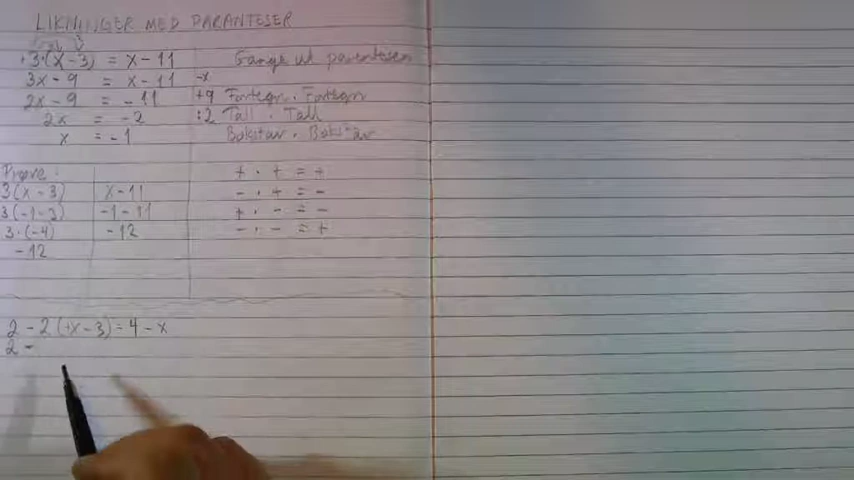 LIKNINGER MED PARANTESER
+3·(x-3) = x-11
Gange ut parentesen
3x-9 = x-11 -x
2x-9 = -11 +9 Fortegn · Fortegn
2x = -2 :2 Tall · Tall
x = -1 Bokstav · Bokstav
Prøve:
+ · + = +
3(x-3) x-11
- · + = -
3(-1-3) -1-11
+ · - = -
3·(-4) -12
- · - = +
-12
2 - 2(+x-3) = 4-x
2 -